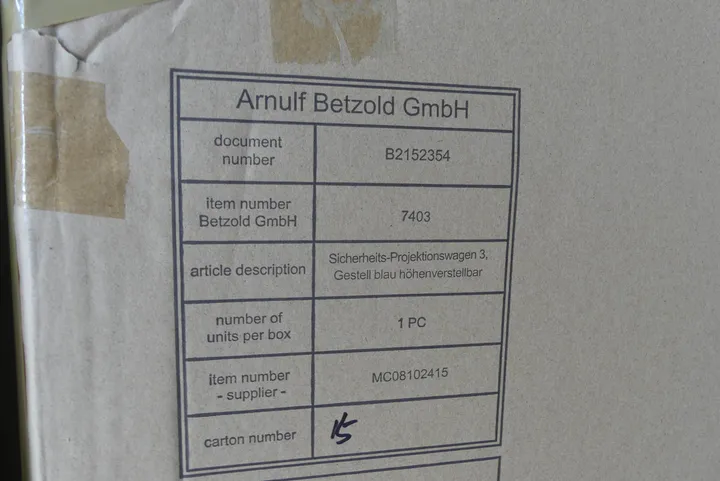 Arnulf Betzold GmbH
document
number
B2152354
item number
Betzold GmbH
7403
article description
Sicherheits-Projektionswagen 3,
Gestell blau höhenverstellbar
number of
units per box
1 PC
item number
- supplier -
MC08102415
carton number
15